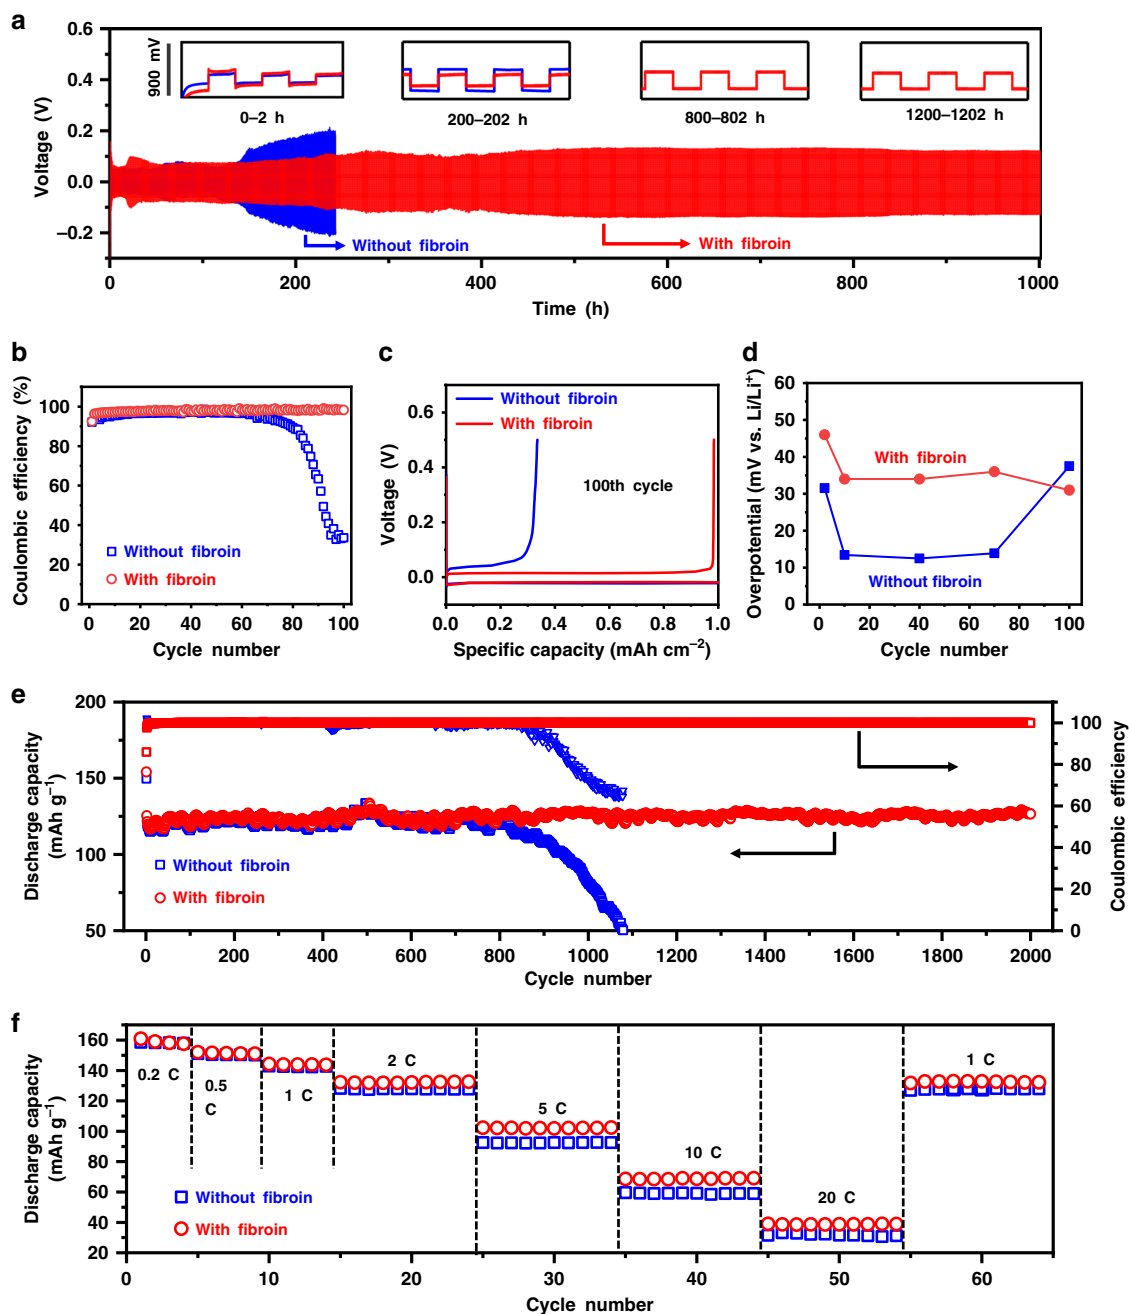 a
0.6
0.4
0.2
0.0
–0.2
Voltage (V)
900 mV
0–2 h
200–202 h
800–802 h
1200–1202 h
Without fibroin
With fibroin
0
200
400
600
800
1000
Time (h)
b
100
80
60
40
20
0
Coulombic efficiency (%)
Without fibroin
With fibroin
0
20
40
60
80
100
Cycle number
c
0.6
0.4
0.2
0.0
Voltage (V)
Without fibroin
With fibroin
100th cycle
0.0
0.2
0.4
0.6
0.8
1.0
Specific capacity (mAh cm⁻²)
d
60
50
40
30
20
10
0
Overpotential (mV vs. Li/Li⁺)
With fibroin
Without fibroin
0
20
40
60
80
100
Cycle number
e
200
150
100
50
Discharge capacity
(mAh g⁻¹)
Without fibroin
With fibroin
100
80
60
40
20
0
Coulombic efficiency
0
200
400
600
800
1000
1200
1400
1600
1800
2000
Cycle number
f
160
140
120
100
80
60
40
20
Discharge capacity
(mAh g⁻¹)
0.2 C
0.5
C
1 C
2 C
5 C
10 C
20 C
1 C
Without fibroin
With fibroin
0
10
20
30
40
50
60
Cycle number